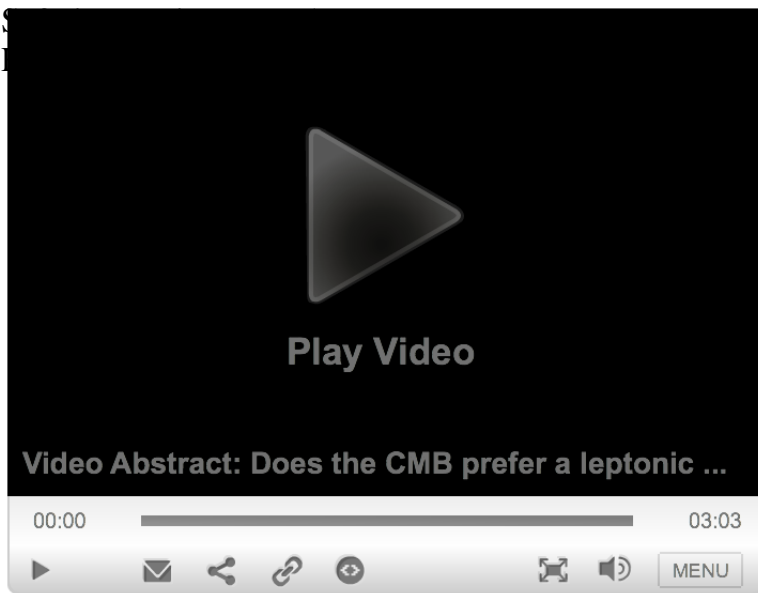 Play Video
Video Abstract: Does the CMB prefer a leptonic ...
00:00 03:03
MENU